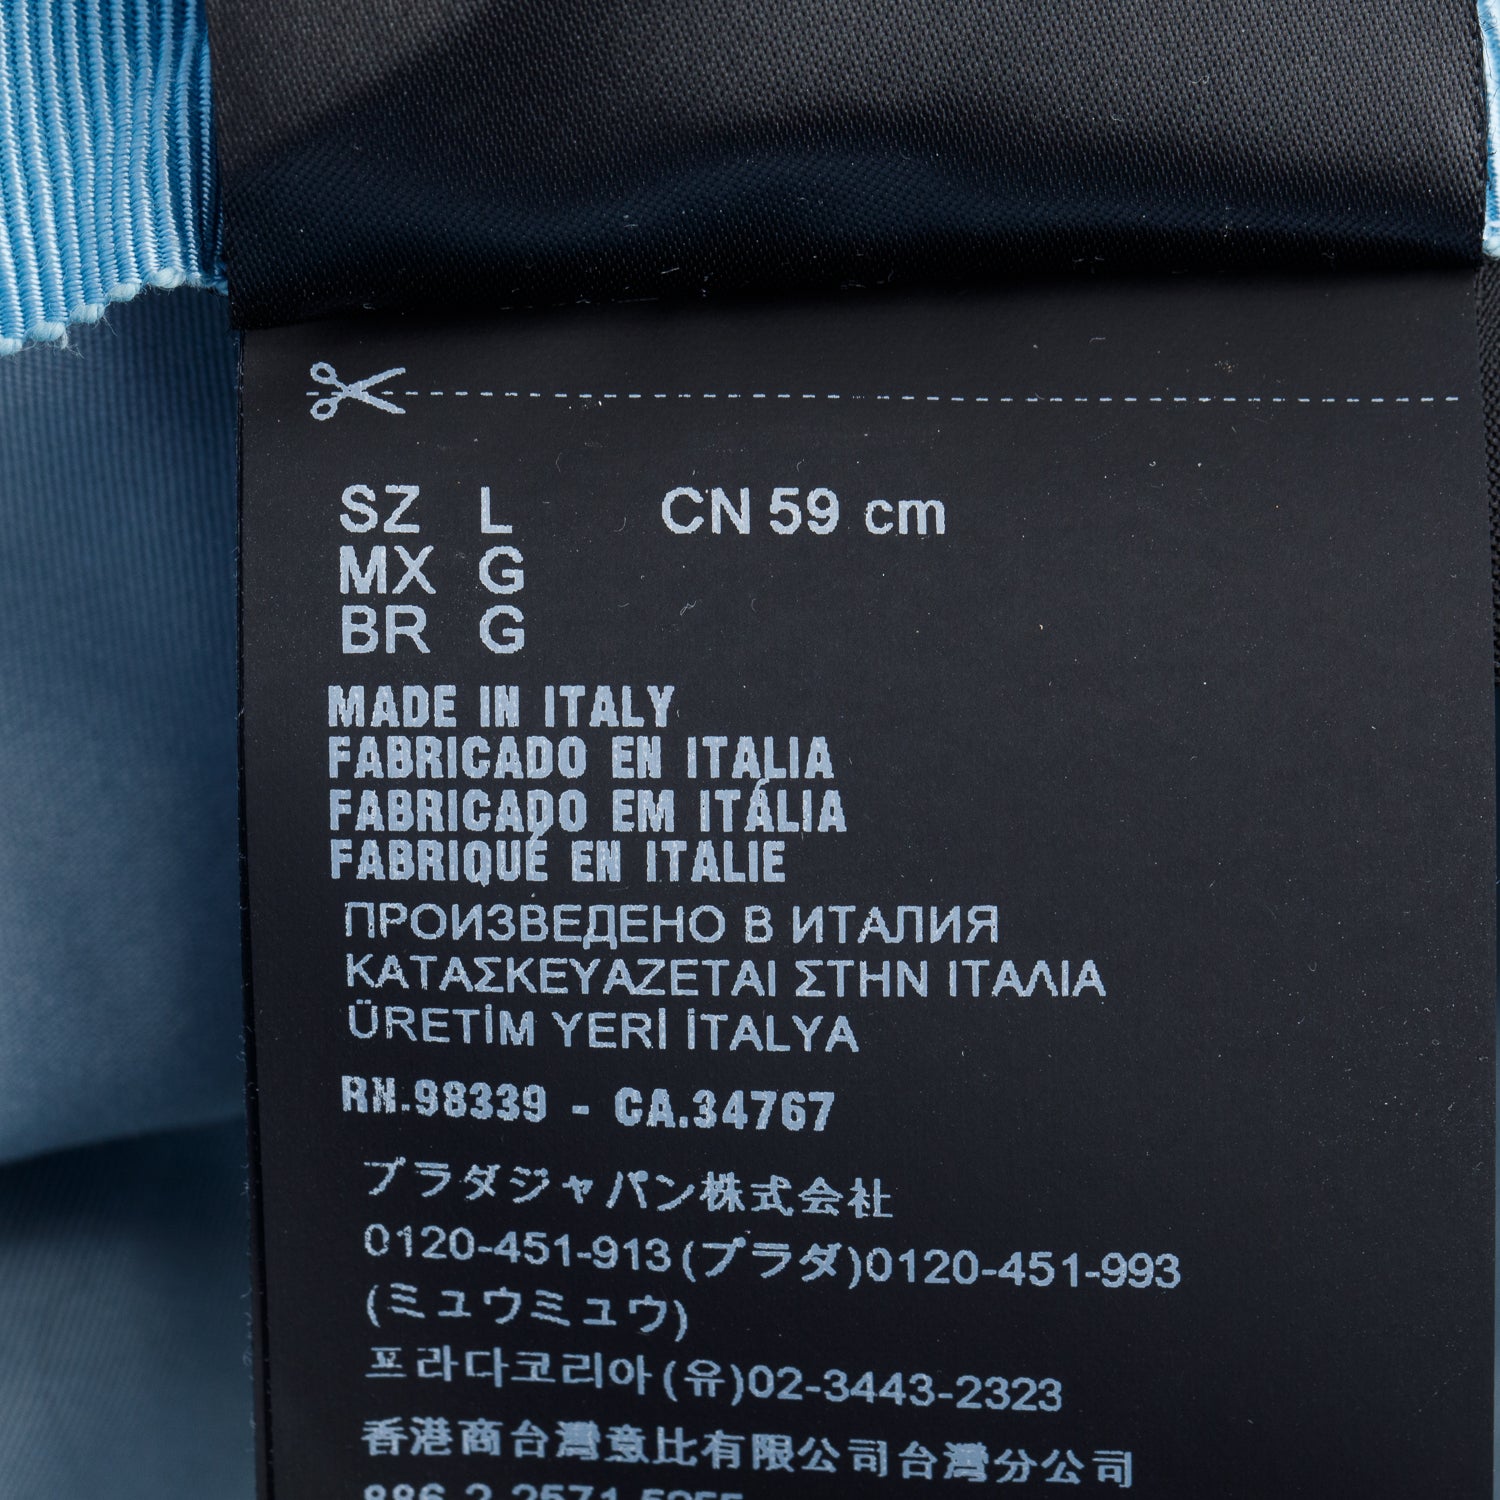 SZ L CN 59 cm
MX G
BR G
MADE IN ITALY
FABRICADO EN ITALIA
FABRICADO EM ITÁLIA
FABRIQUÉ EN ITALIE
ПРОИЗВЕДЕНО В ИТАЛИЯ
ΚΑΤΑΣΚΕΥΑΖΕΤΑΙ ΣΤΗΝ ΙΤΑΛΙΑ
ÜRETİM YERİ İTALYA
RN.98339 - CA.34767
プラダジャパン株式会社
0120-451-913(プラダ)0120-451-993
(ミュウミュウ)
프라다코리아(유)02-3443-2323
香港商台灣意比有限公司台灣分公司
886-2-2571-5955